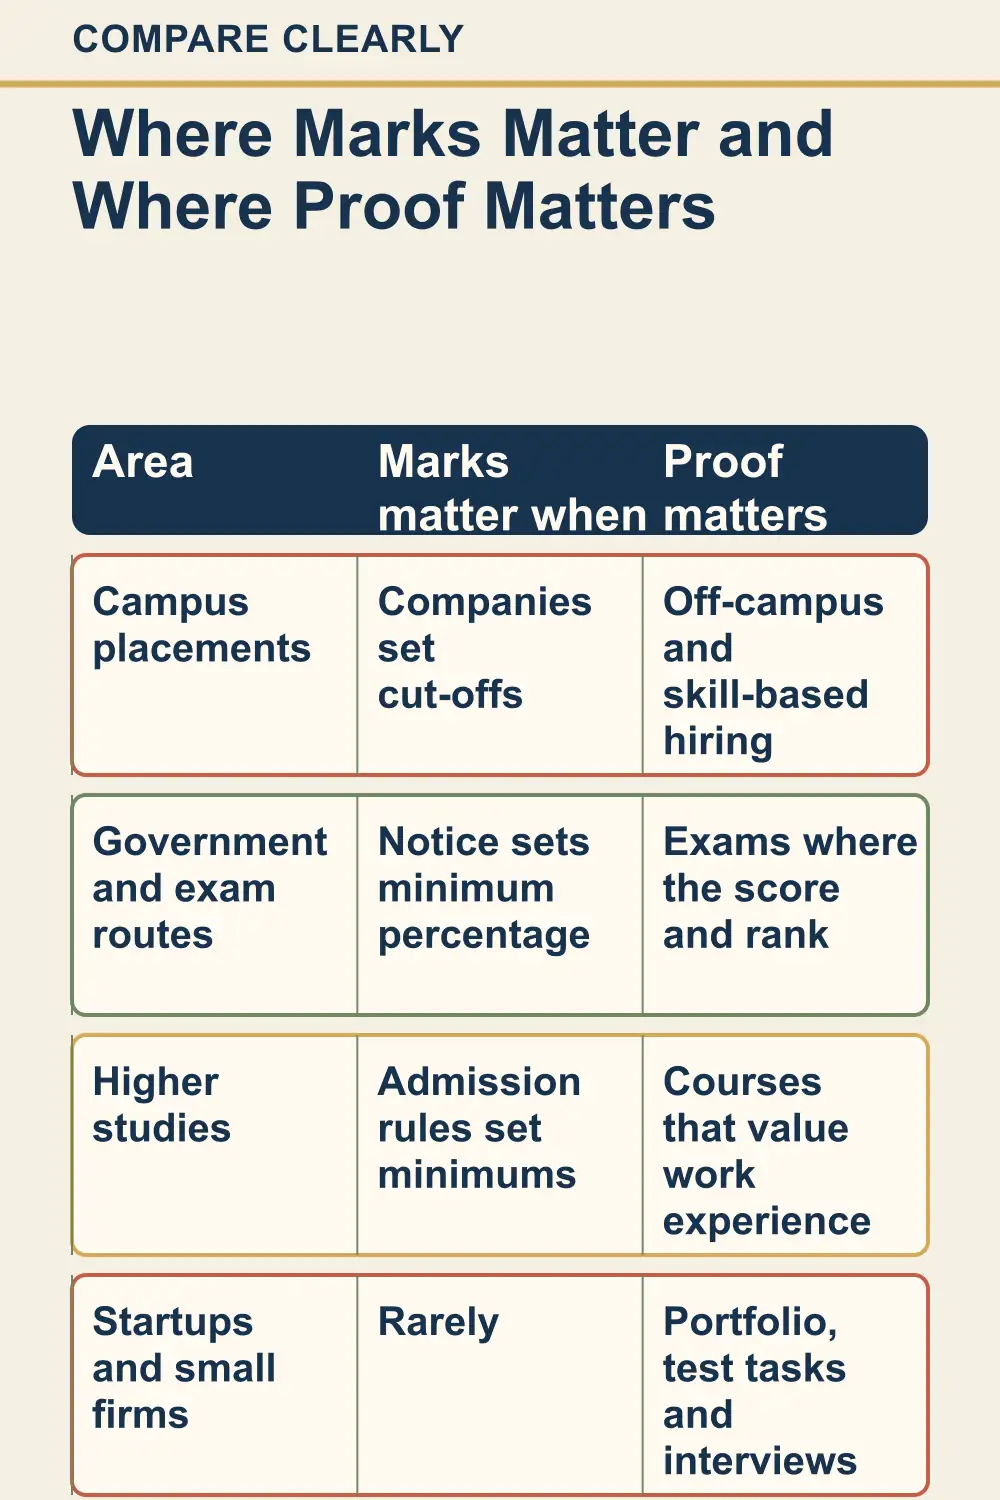 COMPARE CLEARLY
Where Marks Matter and
Where Proof Matters
Area
Marks
matter when
Proof
matters
Campus
placements
Companies
set
cut-offs
Off-campus
and
skill-based
hiring
Government
and exam
routes
Notice sets
minimum
percentage
Exams where
the score
and rank
Higher
studies
Admission
rules set
minimums
Courses
that value
work
experience
Startups
and small
firms
Rarely
Portfolio,
test tasks
and
interviews